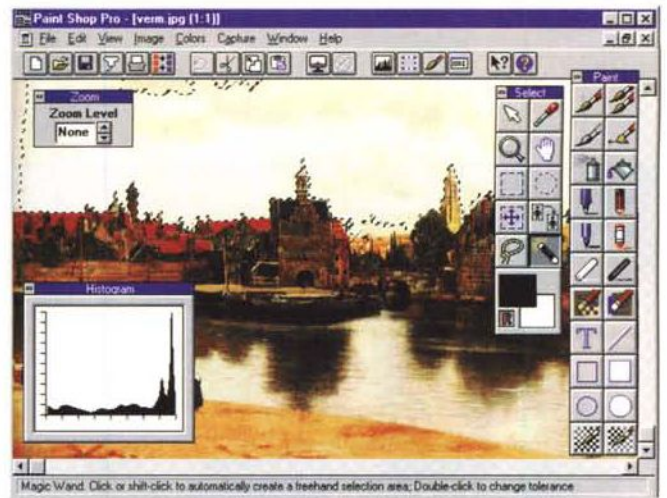 Paint Shop Pro - [verm.jpg (1:1)]
File Edit View Image Colors Capture Window Help
Zoom
Zoom Level
None
Select
Paint
T
Histogram
Magic Wand. Click or shift-click to automatically create a freehand selection area; Double-click to change tolerance